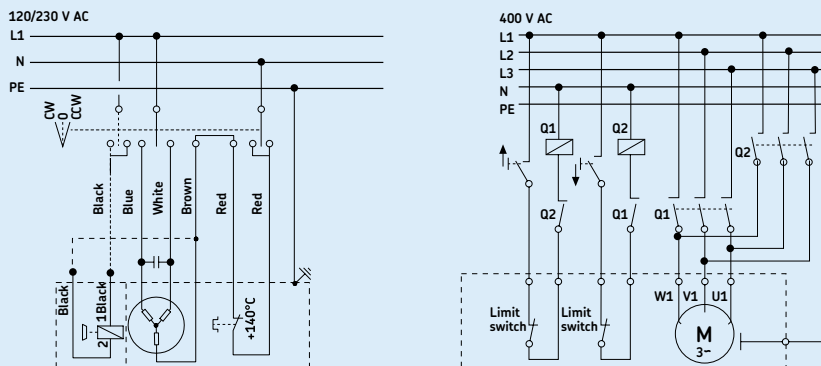 120/230 V AC
L1
N
PE
CW
0
CCW
Black
Blue
White
Brown
Red
Red
Black
1Black
2
+140°C
400 V AC
L1
L2
L3
N
PE
Q1
Q2
Q2
Q2
Q1
Q1
W1 V1 U1
Limit
switch
Limit
switch
M
3~